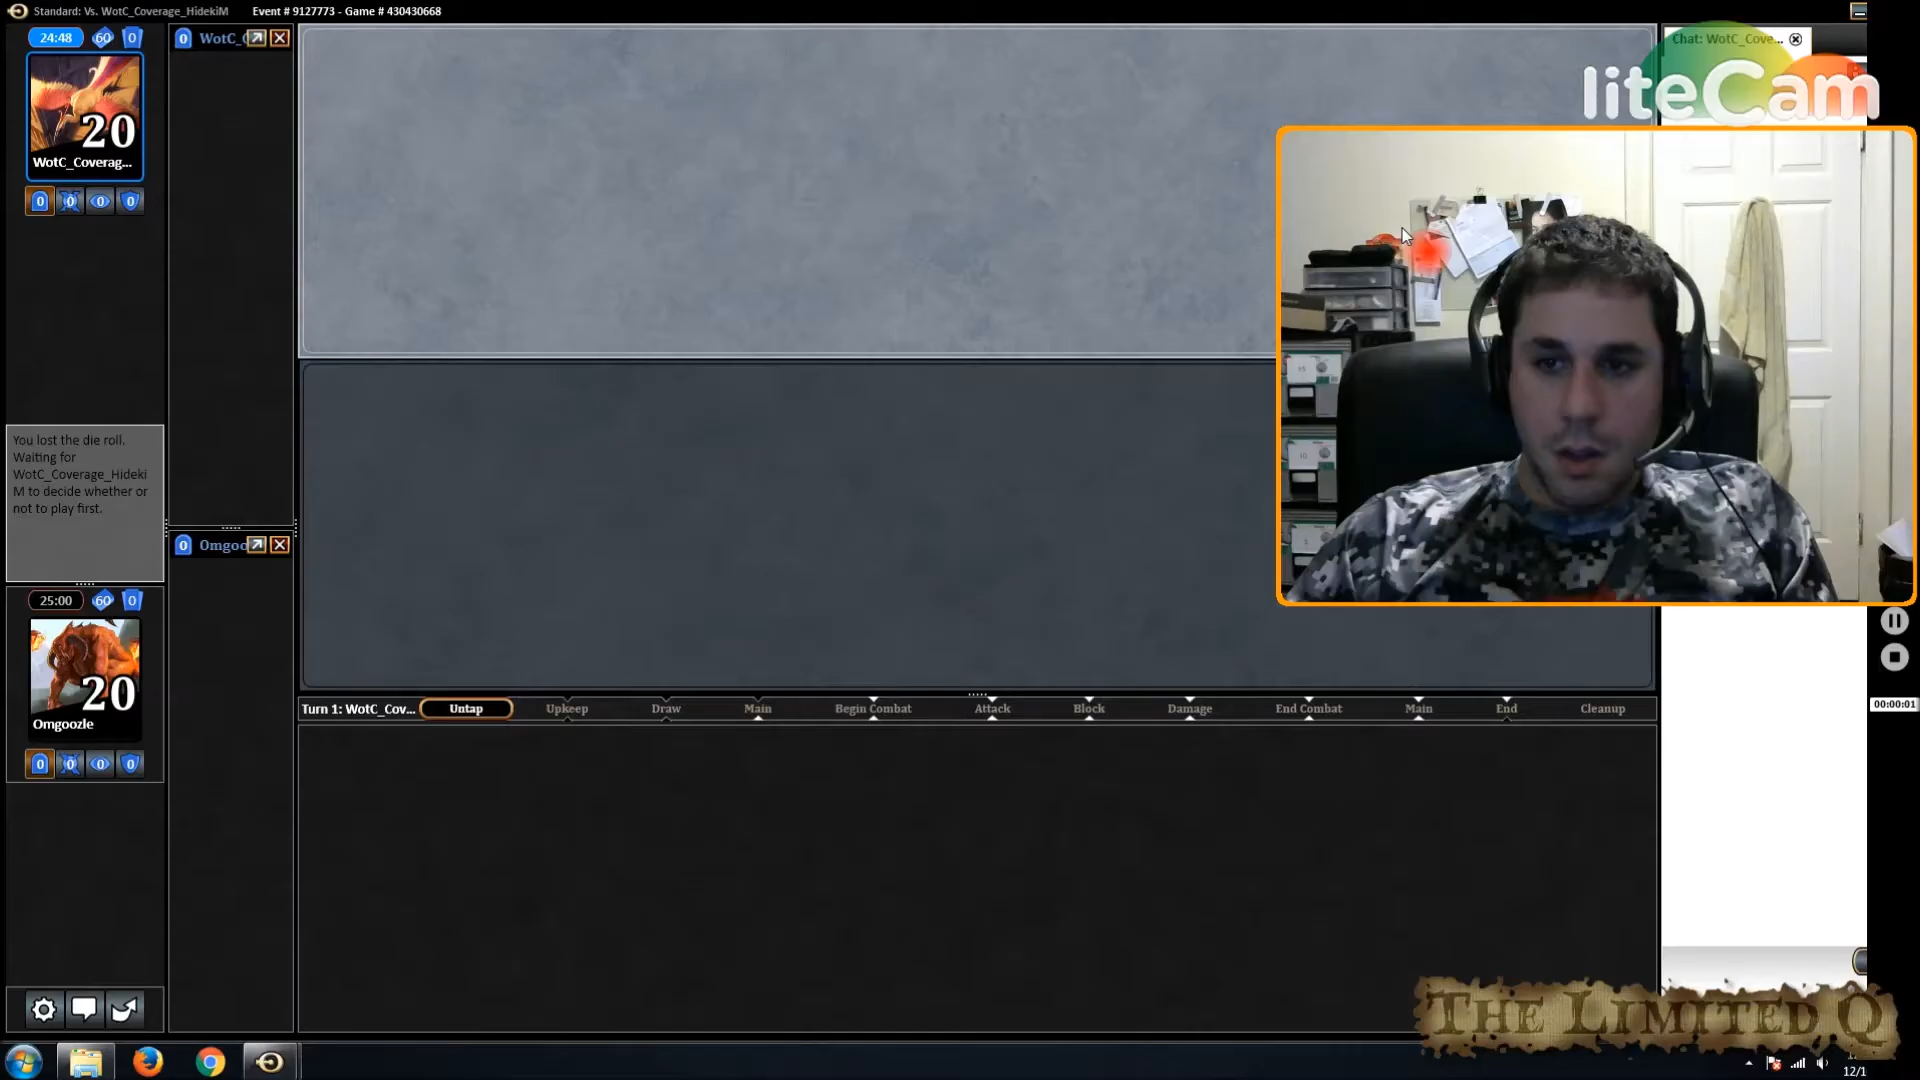 Standard: Vs. WotC_Coverage_HidekiM
Event # 9127773 - Game # 430430668
24:48
60
0
20
WotC_Coverag...
0
0
0
0
0
WotC_C
You lost the die roll.
Waiting for
WotC_Coverage_Hideki
M to decide whether or
not to play first.
25:00
60
0
20
Omgoozle
0
0
0
0
0
Omgoo
Turn 1: WotC_Cov...
Untap
Upkeep
Draw
Main
Begin Combat
Attack
Block
Damage
End Combat
Main
End
Cleanup
Chat: WotC_Cove...
liteCam
00:00:01
THE LIMITED Q
12/1